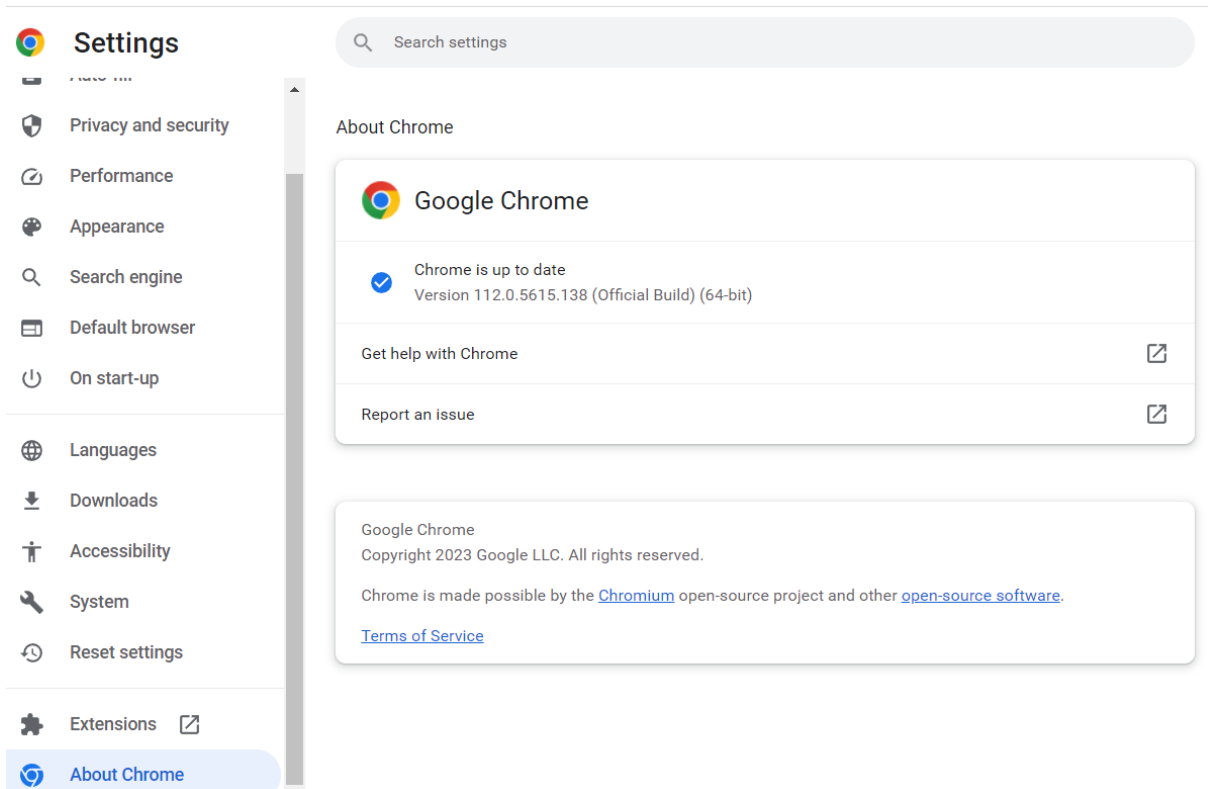 Settings
Search settings
Privacy and security
Performance
Appearance
Search engine
Default browser
On start-up
Languages
Downloads
Accessibility
System
Reset settings
Extensions
About Chrome
About Chrome
Google Chrome
Chrome is up to date
Version 112.0.5615.138 (Official Build) (64-bit)
Get help with Chrome
Report an issue
Google Chrome
Copyright 2023 Google LLC. All rights reserved.
Chrome is made possible by the Chromium open-source project and other open-source software.
Terms of Service